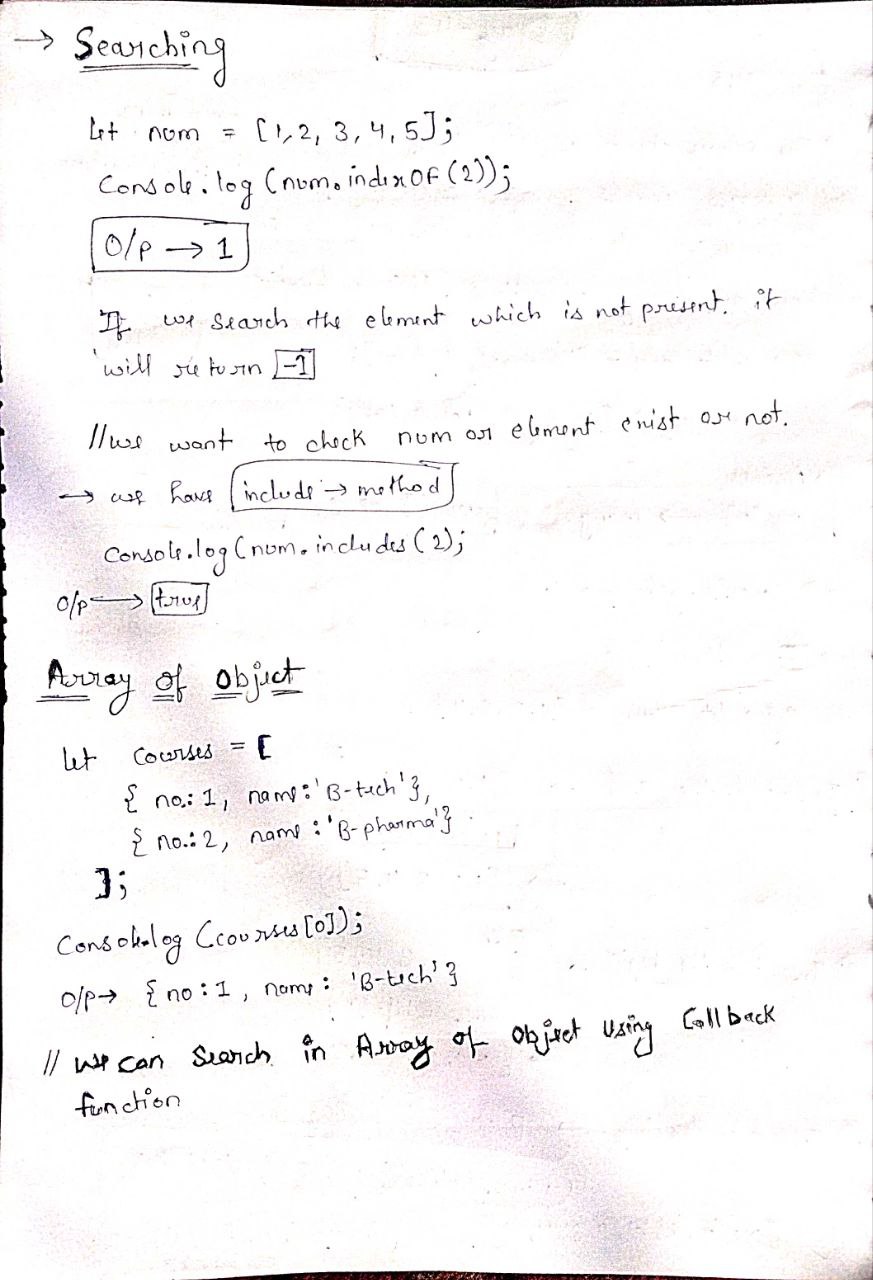 → Searching
let num = [1, 2, 3, 4, 5];
Console.log (num.indexOf (2));
O/p → 1
If we search the element which is not present. it
will return -1
// we want to check num or element exist or not.
→ we have include → method
Console.log (num.includes (2);
O/p → true
Array of object
let courses = [
{ no.: 1, name: 'B-tech'},
{ no.: 2, name : 'B-pharma'}
];
Console.log (courses [0]);
O/p → { no : 1, name : 'B-tech' }
// we can Search in Array of object Using Callback
function